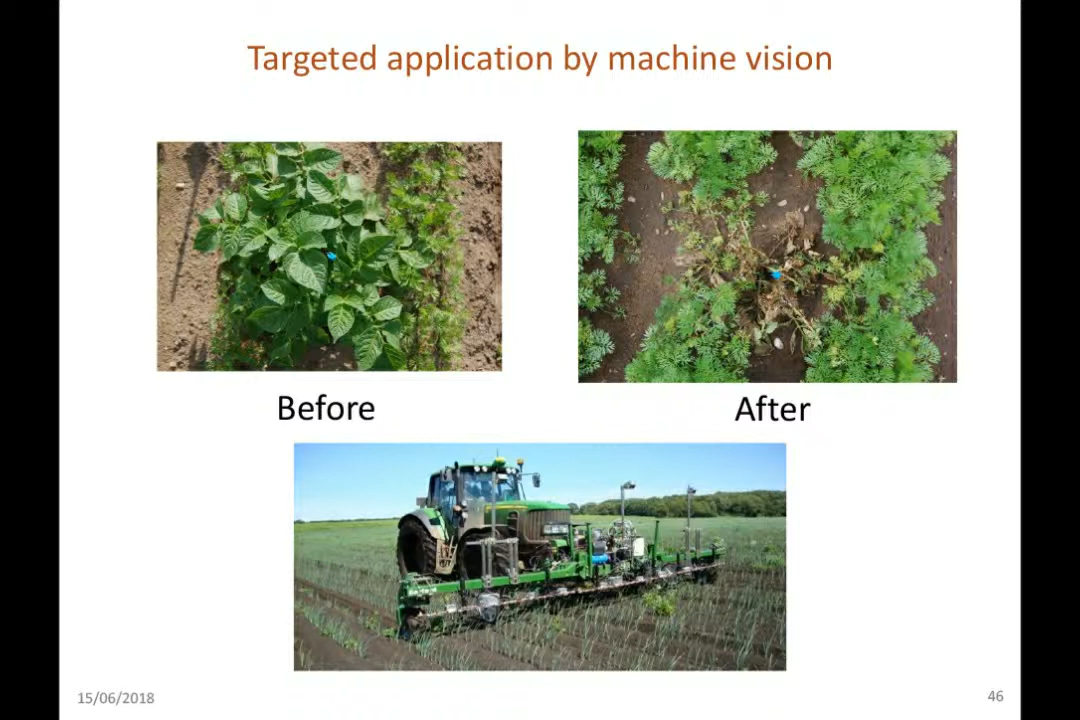 Targeted application by machine vision
Before
After
15/06/2018
46